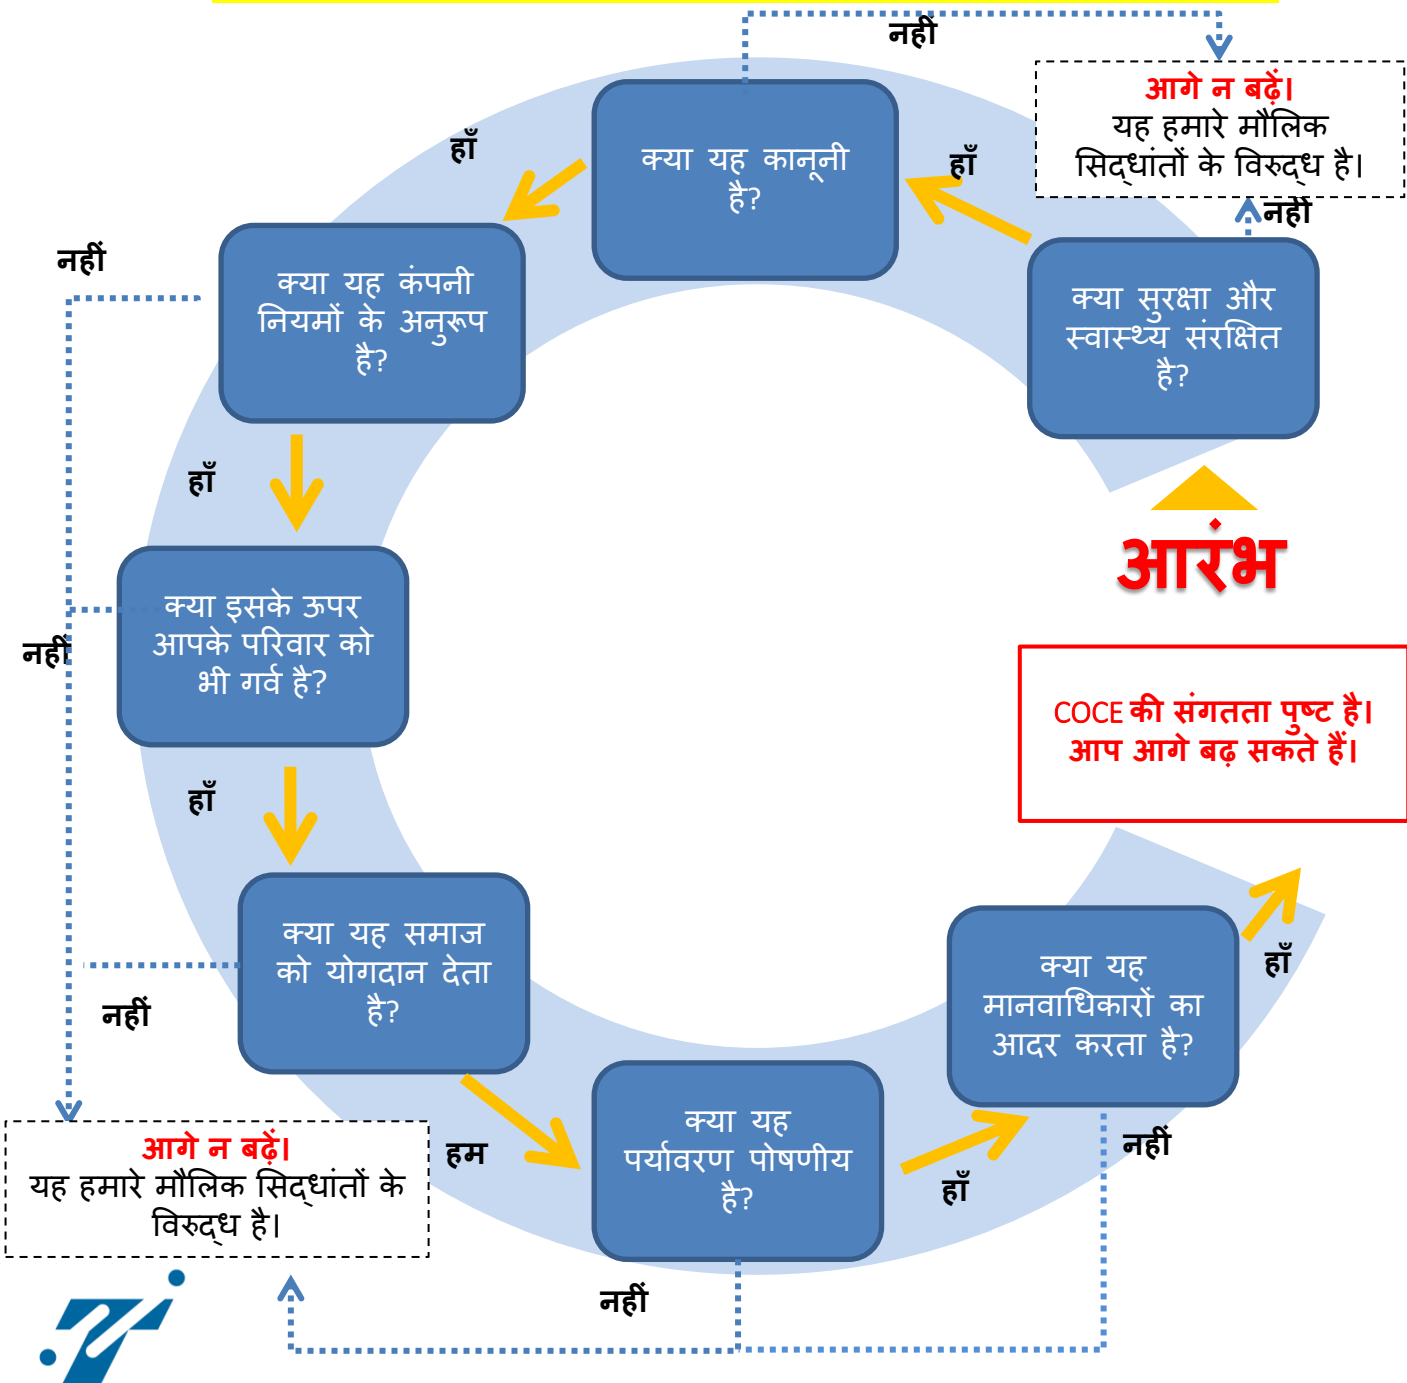 नहीं
आगे न बढ़ें।
यह हमारे मौलिक
सिद्धांतों के विरुद्ध है।
हाँ
क्या यह कानूनी
है?
हाँ
नहीं
नहीं
क्या यह कंपनी
नियमों के अनुरूप
है?
क्या सुरक्षा और
स्वास्थ्य संरक्षित
है?
हाँ
आरंभ
क्या इसके ऊपर
आपके परिवार को
भी गर्व है?
नहीं
COCE की संगतता पुष्ट है।
आप आगे बढ़ सकते हैं।
हाँ
क्या यह समाज
को योगदान देता
है?
नहीं
क्या यह
मानवाधिकारों का
आदर करता है?
हाँ
आगे न बढ़ें।
यह हमारे मौलिक सिद्धांतों के
विरुद्ध है।
हम
क्या यह
पर्यावरण पोषणीय
है?
हाँ
नहीं
नहीं